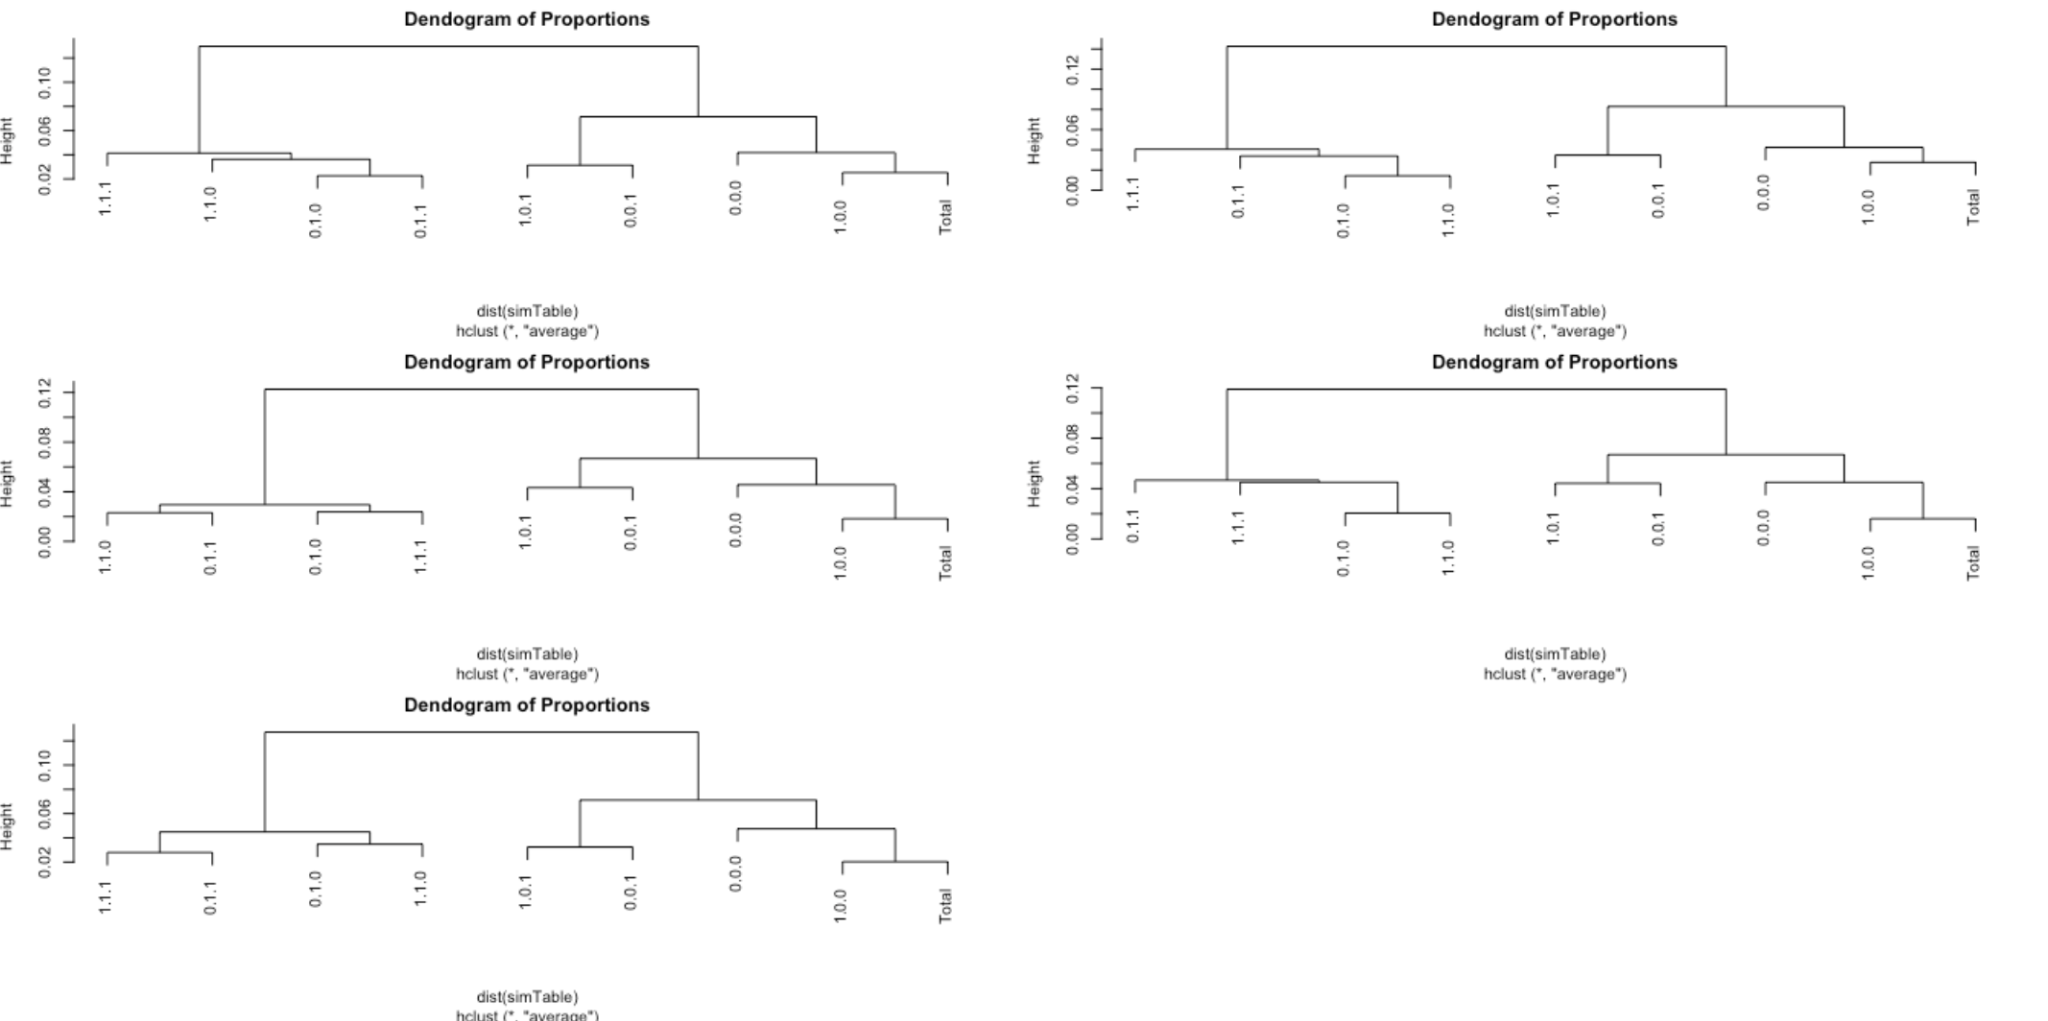 Dendogram of Proportions
Height
0.02 0.06 0.10
1.1.1 1.1.0 0.1.0 0.1.1 1.0.1 0.0.1 0.0.0 1.0.0 Total
dist(simTable)
hclust (*, "average")
Dendogram of Proportions
Height
0.00 0.06 0.12
1.1.1 0.1.1 0.1.0 1.1.0 1.0.1 0.0.1 0.0.0 1.0.0 Total
dist(simTable)
hclust (*, "average")
Dendogram of Proportions
Height
0.00 0.04 0.08 0.12
1.1.0 0.1.1 0.1.0 1.1.1 1.0.1 0.0.1 0.0.0 1.0.0 Total
dist(simTable)
hclust (*, "average")
Dendogram of Proportions
Height
0.00 0.04 0.08 0.12
0.1.1 1.1.1 0.1.0 1.1.0 1.0.1 0.0.1 0.0.0 1.0.0 Total
dist(simTable)
hclust (*, "average")
Dendogram of Proportions
Height
0.02 0.06 0.10
1.1.1 0.1.1 0.1.0 1.1.0 1.0.1 0.0.1 0.0.0 1.0.0 Total
dist(simTable)
hclust (*, "average")